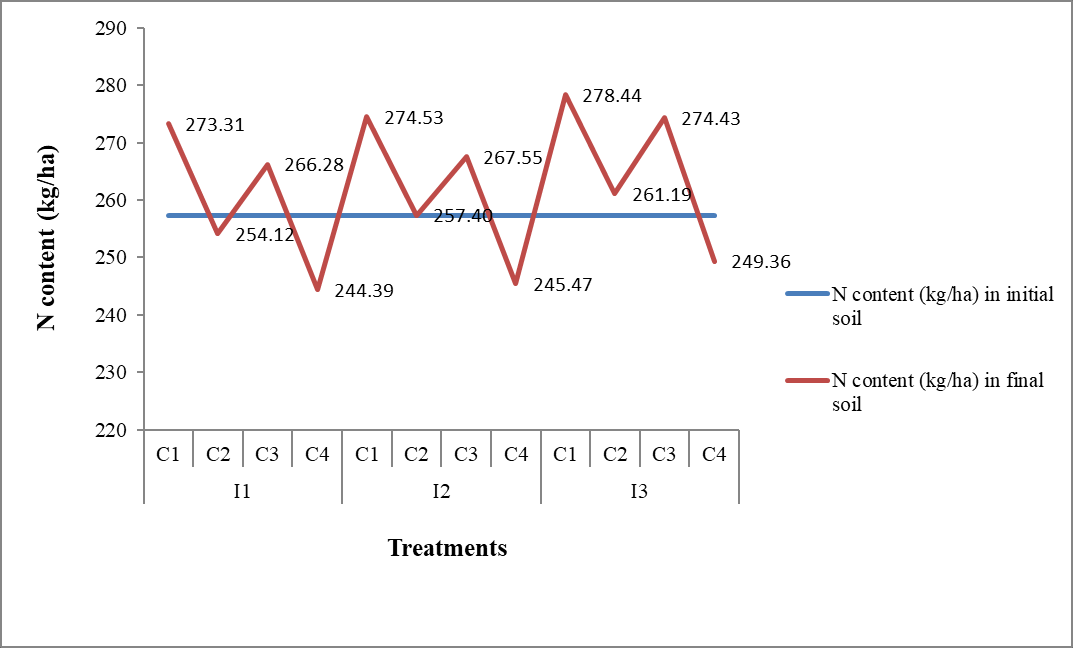 290
280
270
260
250
240
230
220
N content (kg/ha)
273.31
254.12
266.28
244.39
274.53
257.40
267.55
245.47
278.44
261.19
274.43
249.36
C1 C2 C3 C4 C1 C2 C3 C4 C1 C2 C3 C4
I1 I2 I3
Treatments
N content (kg/ha) in initial
soil
N content (kg/ha) in final
soil